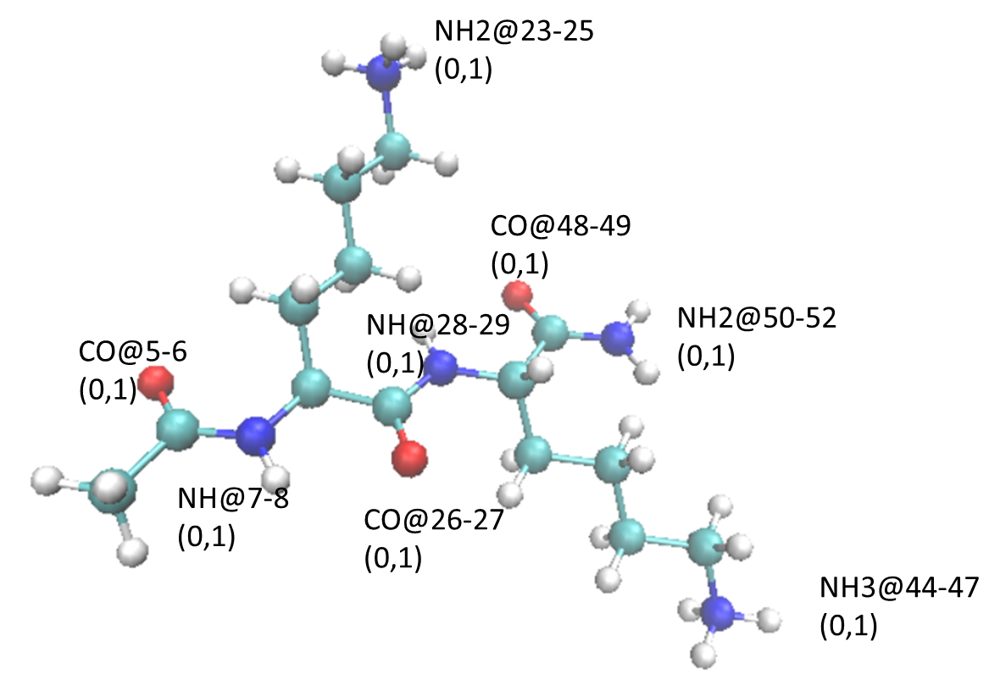 NH2@23-25
(0,1)
CO@48-49
(0,1)
NH@28-29
(0,1)
NH2@50-52
(0,1)
CO@5-6
(0,1)
NH@7-8
(0,1)
CO@26-27
(0,1)
NH3@44-47
(0,1)